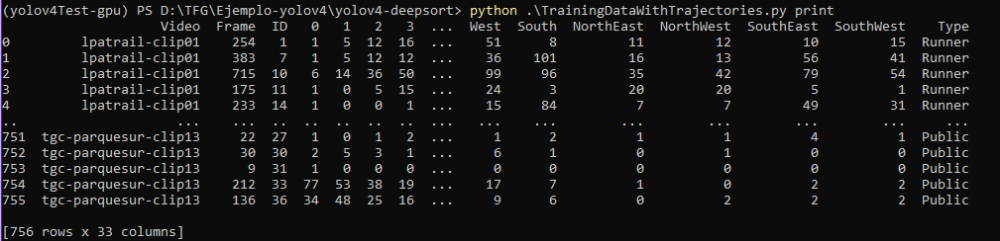 (yolov4Test-gpu) PS D:\TFG\Ejemplo-yolov4\yolov4-deepsort> python .\TrainingDataWithTrajectories.py print
Video Frame ID 0 1 2 3 ... West South NorthEast NorthWest SouthEast SouthWest Type
0 lpatrail-clip01 254 1 1 5 12 16 ... 51 8 11 12 10 15 Runner
1 lpatrail-clip01 383 7 1 5 12 12 ... 36 101 16 13 56 41 Runner
2 lpatrail-clip01 715 10 6 14 36 50 ... 99 96 35 42 79 54 Runner
3 lpatrail-clip01 175 11 1 0 5 15 ... 24 3 20 20 5 1 Runner
4 lpatrail-clip01 233 14 1 0 0 1 ... 15 84 7 7 49 31 Runner
.. ... ... .. .. .. .. .. ... ... ... ... ... ... ... ...
751 tgc-parquesur-clip13 22 27 1 0 1 2 ... 1 2 1 1 4 1 Public
752 tgc-parquesur-clip13 30 30 2 5 3 1 ... 6 1 0 1 0 0 Public
753 tgc-parquesur-clip13 9 31 1 0 0 0 ... 0 0 0 0 0 0 Public
754 tgc-parquesur-clip13 212 33 77 53 38 19 ... 17 7 1 0 2 2 Public
755 tgc-parquesur-clip13 136 36 34 48 25 16 ... 9 6 0 2 2 2 Public
[756 rows x 33 columns]